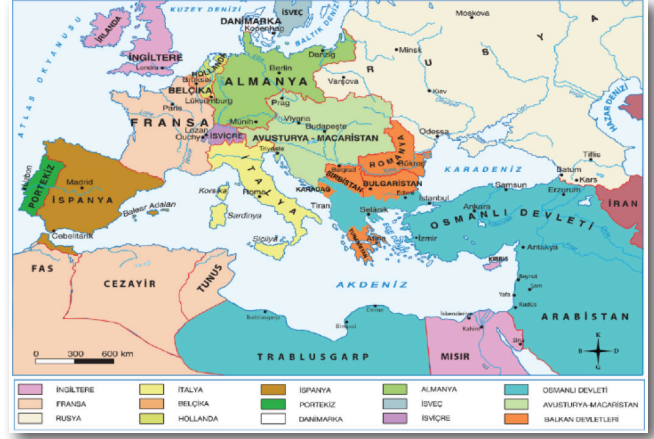 KUZEY DENİZİ
İSVEÇ
DANİMARKA
Kopenhag
BALTIK DENİZİ
Moskova
İRLANDA
İNGİLTERE
Londra
HOLLANDA
Danzig
Berlin
Minsk
R U S Y A
ATLAS OKYANUSU
ALMANYA
Varşova
BELÇİKA
Brüksel
Lüksemburg
Prag
Kiev
HAZAR DENİZİ
Paris
FRANSA
Münih
Viyana
Budapeşte
Lozan
Ouchy
İSVİÇRE
AVUSTURYA - MACARİSTAN
Odessa
Triyeste
ROMANYA
Bükreş
Belgrad
SIRBİSTAN
KARADENİZ
Tiflis
Batum
Kars
Lizbon
PORTEKİZ
Madrid
İSPANYA
Korsika
İTALYA
Roma
KARADAĞ
BULGARİSTAN
Edirne
İstanbul
Samsun
Erzurum
İRAN
Balear Adaları
Sardinya
Tiran
Selanik
Ankara
OSMANLI DEVLETİ
Cebelitarık
Sicilya
Atina
İzmir
Antakya
FAS
CEZAYİR
TUNUS
KIBRIS
AKDENİZ
Beyrut
Şam
Yafa
Kudüs
ARABİSTAN
İskenderiye
Kahire
TRABLUSGARP
MISIR
0 300 600 km
K
B D
G
İNGİLTERE
İTALYA
İSPANYA
ALMANYA
OSMANLI DEVLETİ
FRANSA
BELÇİKA
PORTEKİZ
İSVEÇ
AVUSTURYA-MACARİSTAN
RUSYA
HOLLANDA
DANİMARKA
İSVİÇRE
BALKAN DEVLETLERİ